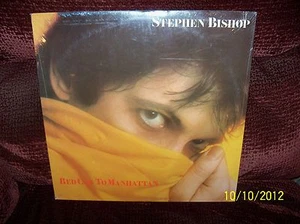 STEPHEN BISHOP
RED CAB TO MANHATTAN
10/10/2012